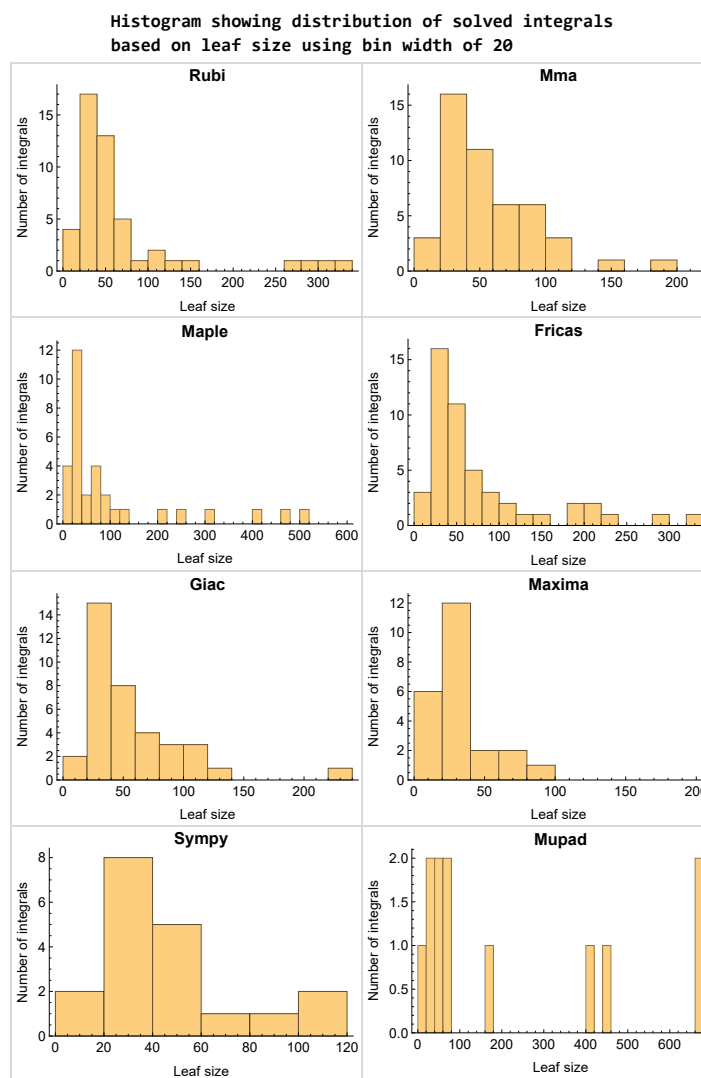 Histogram showing distribution of solved integrals
based on leaf size using bin width of 20
Rubi
Number of integrals
15
10
5
0
0 50 100 150 200 250 300
Leaf size
Mma
Number of integrals
15
10
5
0
0 50 100 150 200
Leaf size
Maple
Number of integrals
12
10
8
6
4
2
0
0 100 200 300 400 500 600
Leaf size
Fricas
Number of integrals
15
10
5
0
0 50 100 150 200 250 300
Leaf size
Giac
Number of integrals
14
12
10
8
6
4
2
0
0 50 100 150 200
Leaf size
Maxima
Number of integrals
12
10
8
6
4
2
0
0 50 100 150 20
Leaf size
Sympy
Number of integrals
8
6
4
2
0
0 20 40 60 80 100 120
Leaf size
Mupad
Number of integrals
2.0
1.5
1.0
0.5
0.0
0 100 200 300 400 500 600
Leaf size